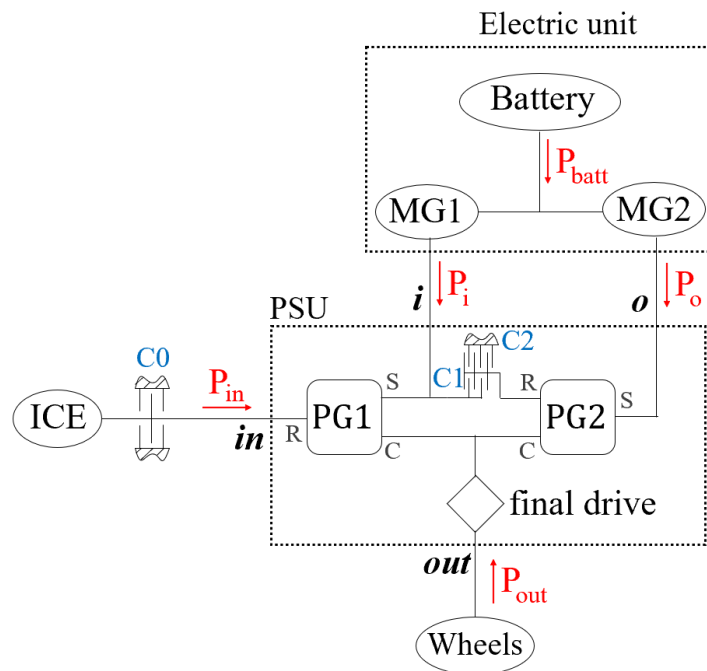 Electric unit
Battery
P_batt
MG1
MG2
P_i
P_o
i
o
PSU
C0
C2
P_in
S
C1
R
S
ICE
PG1
PG2
in
R
C
C
final drive
out
P_out
Wheels